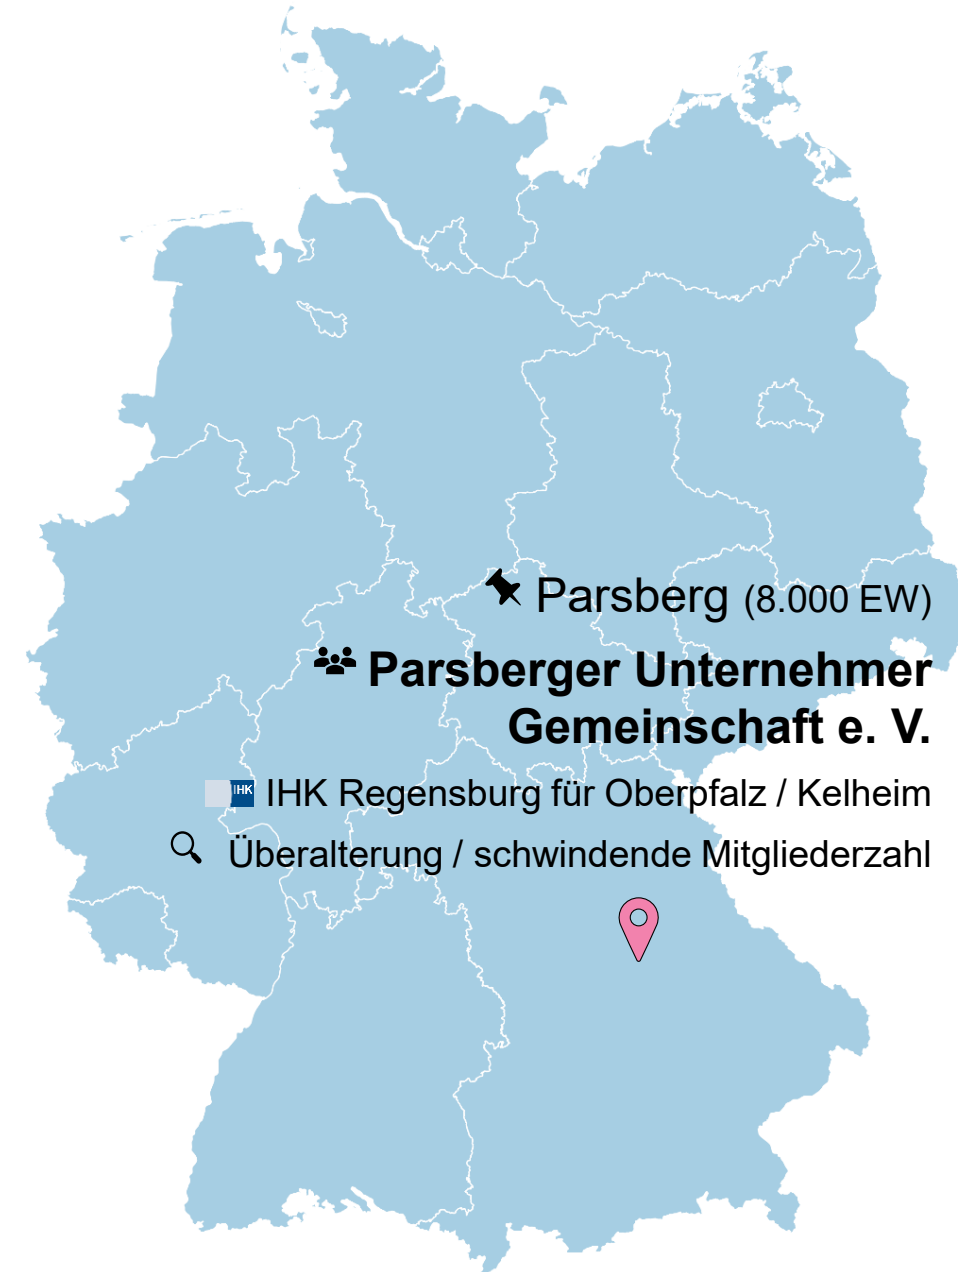 Parsberg (8.000 EW)
Parsberger Unternehmer
Gemeinschaft e. V.
IHK IHK Regensburg für Oberpfalz / Kelheim
Überalterung / schwindende Mitgliederzahl